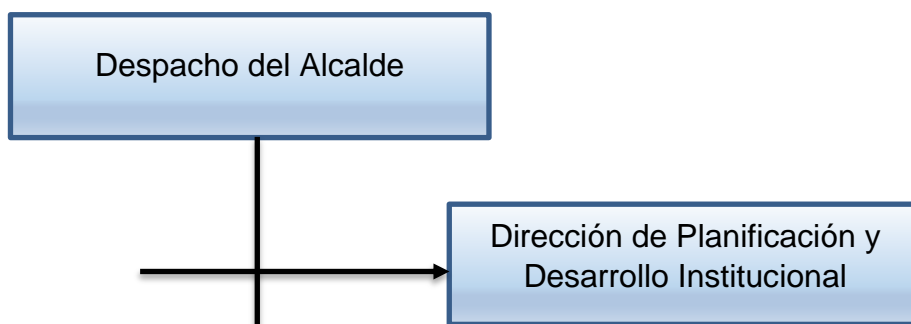 Despacho del Alcalde
Dirección de Planificación y
Desarrollo Institucional